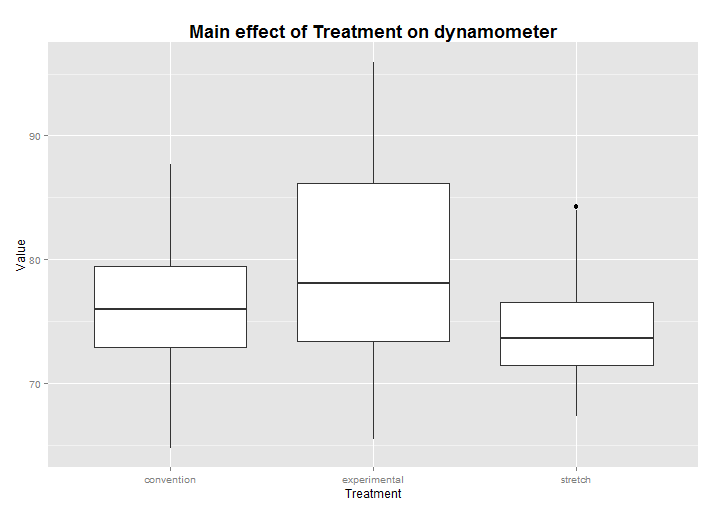 Main effect of Treatment on dynamometer
Value
90
80
70
convention experimental stretch
Treatment